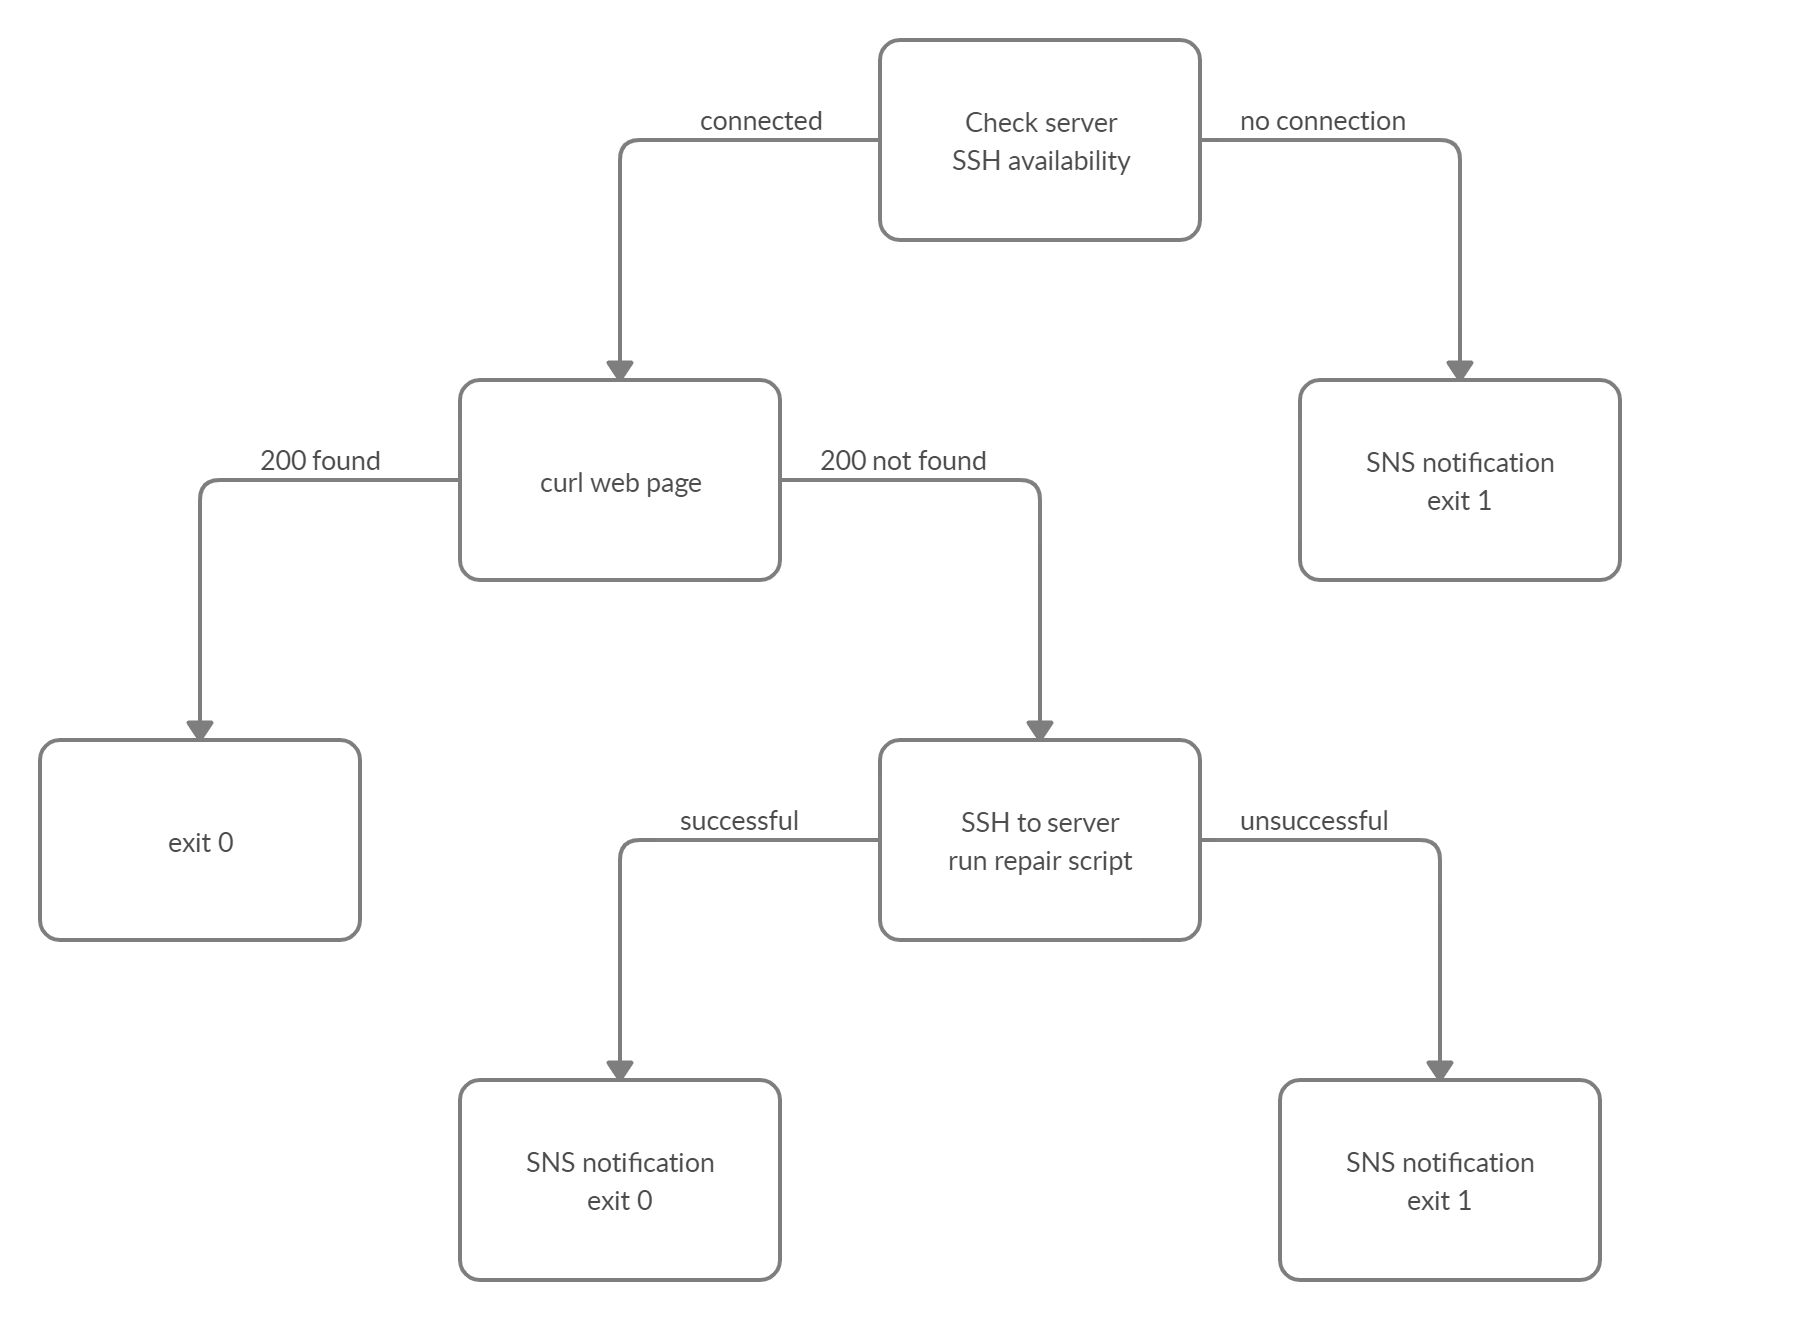 Check server
SSH availability
connected
no connection
curl web page
200 found
200 not found
SNS notification
exit 1
exit 0
SSH to server
run repair script
successful
unsuccessful
SNS notification
exit 0
SNS notification
exit 1